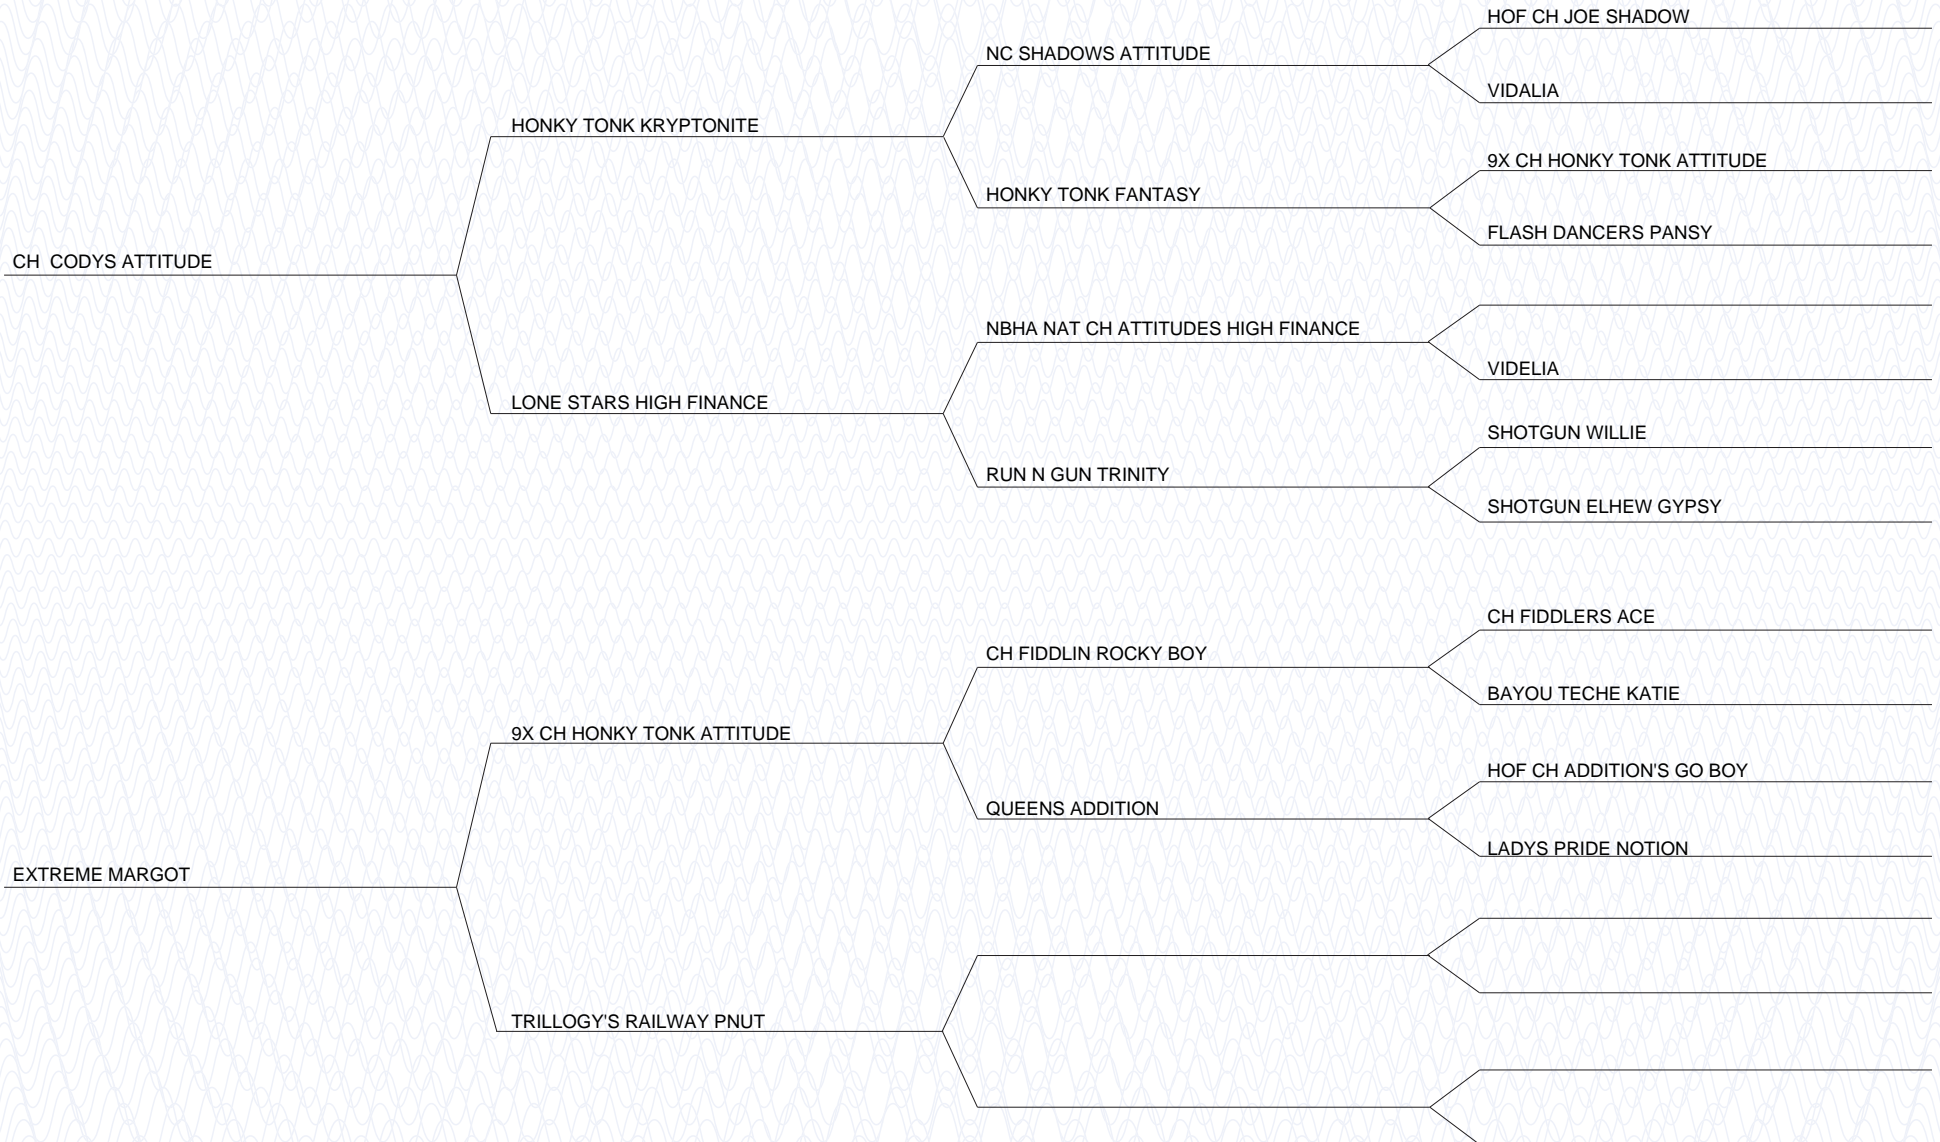 HOF CH JOE SHADOW
NC SHADOWS ATTITUDE
VIDALIA
HONKY TONK KRYPTONITE
9X CH HONKY TONK ATTITUDE
HONKY TONK FANTASY
FLASH DANCERS PANSY
CH  CODYS ATTITUDE
NBHA NAT CH ATTITUDES HIGH FINANCE
VIDELIA
LONE STARS HIGH FINANCE
SHOTGUN WILLIE
RUN N GUN TRINITY
SHOTGUN ELHEW GYPSY
CH FIDDLERS ACE
CH FIDDLIN ROCKY BOY
BAYOU TECHE KATIE
9X CH HONKY TONK ATTITUDE
HOF CH ADDITION'S GO BOY
QUEENS ADDITION
LADYS PRIDE NOTION
EXTREME MARGOT
TRILLOGY'S RAILWAY PNUT